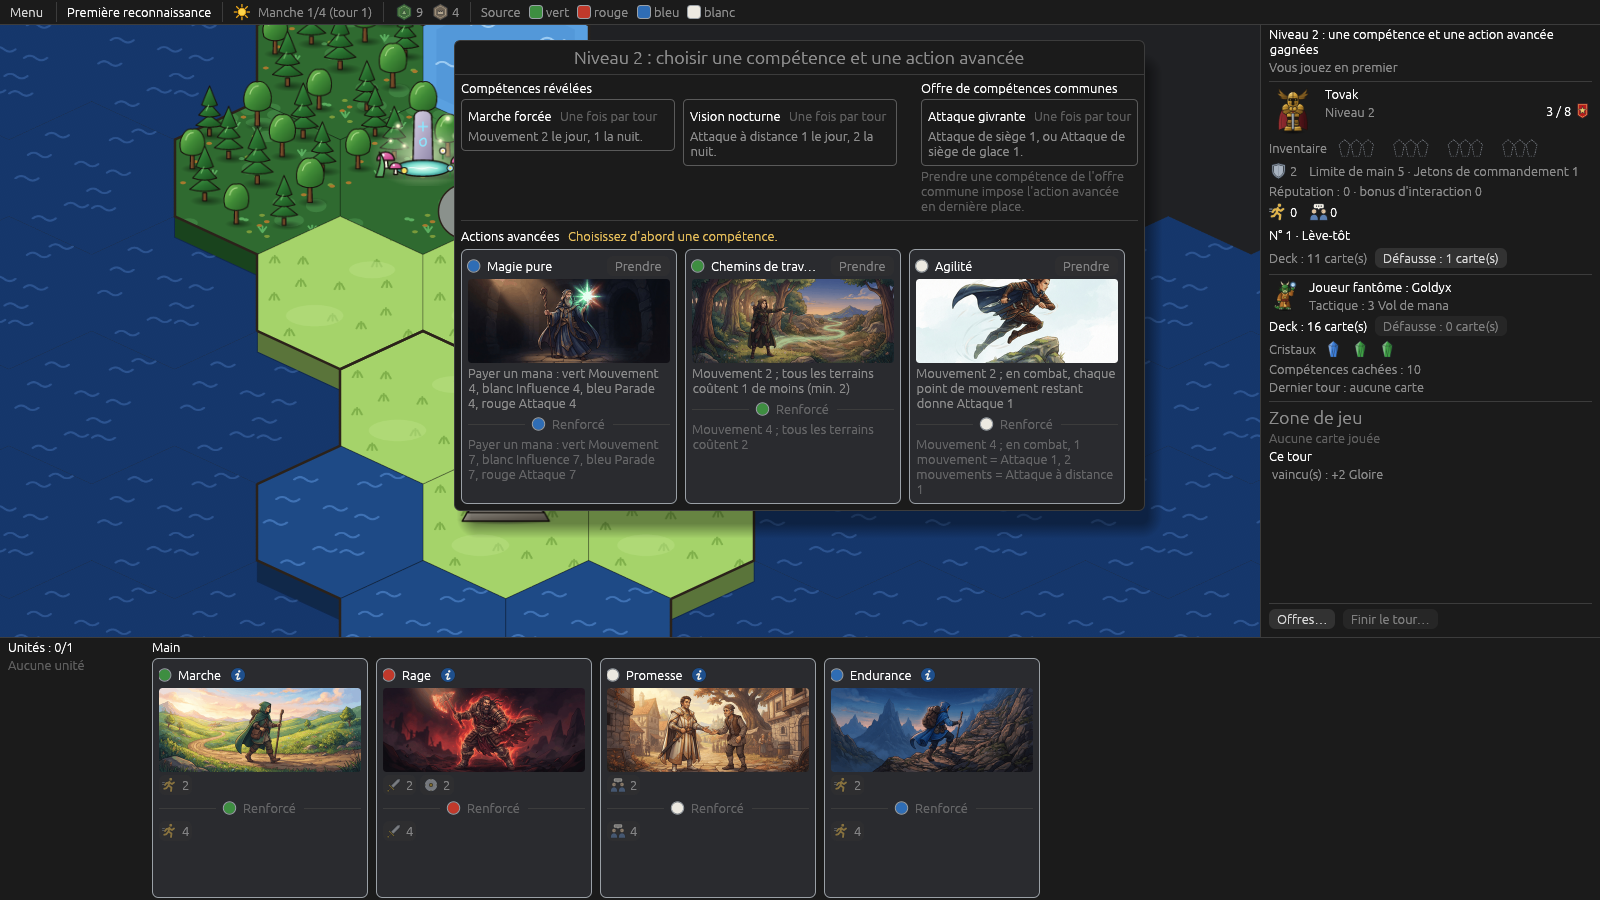 Menu
Première reconnaissance
Manche 1/4 (tour 1)
9
4
Source
vert
rouge
bleu
blanc
Niveau 2 : choisir une compétence et une action avancée
Compétences révélées
Offre de compétences communes
Marche forcée Une fois par tour
Mouvement 2 le jour, 1 la nuit.
Vision nocturne Une fois par tour
Attaque à distance 1 le jour, 2 la
nuit.
Attaque givrante Une fois par tour
Attaque de siège 1, ou Attaque de
siège de glace 1.
Prendre une compétence de l'offre
commune impose l'action avancée
en dernière place.
Actions avancées Choisissez d'abord une compétence.
Magie pure Prendre
Payer un mana : vert Mouvement
4, blanc Influence 4, bleu Parade
4, rouge Attaque 4
Renforcé
Payer un mana : vert Mouvement
7, blanc Influence 7, bleu Parade
7, rouge Attaque 7
Chemins de trav... Prendre
Mouvement 2 ; tous les terrains
coûtent 1 de moins (min. 2)
Renforcé
Mouvement 4 ; tous les terrains
coûtent 2
Agilité Prendre
Mouvement 2 ; en combat, chaque
point de mouvement restant
donne Attaque 1
Renforcé
Mouvement 4 ; en combat, 1
mouvement = Attaque 1, 2
mouvements = Attaque à distance
1
Niveau 2 : une compétence et une action avancée
gagnées
Vous jouez en premier
Tovak
Niveau 2
3 / 8
Inventaire
2 Limite de main 5 · Jetons de commandement 1
Réputation : 0 · bonus d'interaction 0
0 0
N° 1 · Lève-tôt
Deck : 11 carte(s) Défausse : 1 carte(s)
Joueur fantôme : Goldyx
Tactique : 3 Vol de mana
Deck : 16 carte(s) Défausse : 0 carte(s)
Cristaux
Compétences cachées : 10
Dernier tour : aucune carte
Zone de jeu
Aucune carte jouée
Ce tour
vaincu(s) : +2 Gloire
Offres... Finir le tour...
Unités : 0/1
Aucune unité
Main
Marche
2
Renforcé
4
Rage
2 2
Renforcé
4
Promesse
2
Renforcé
4
Endurance
2
Renforcé
4